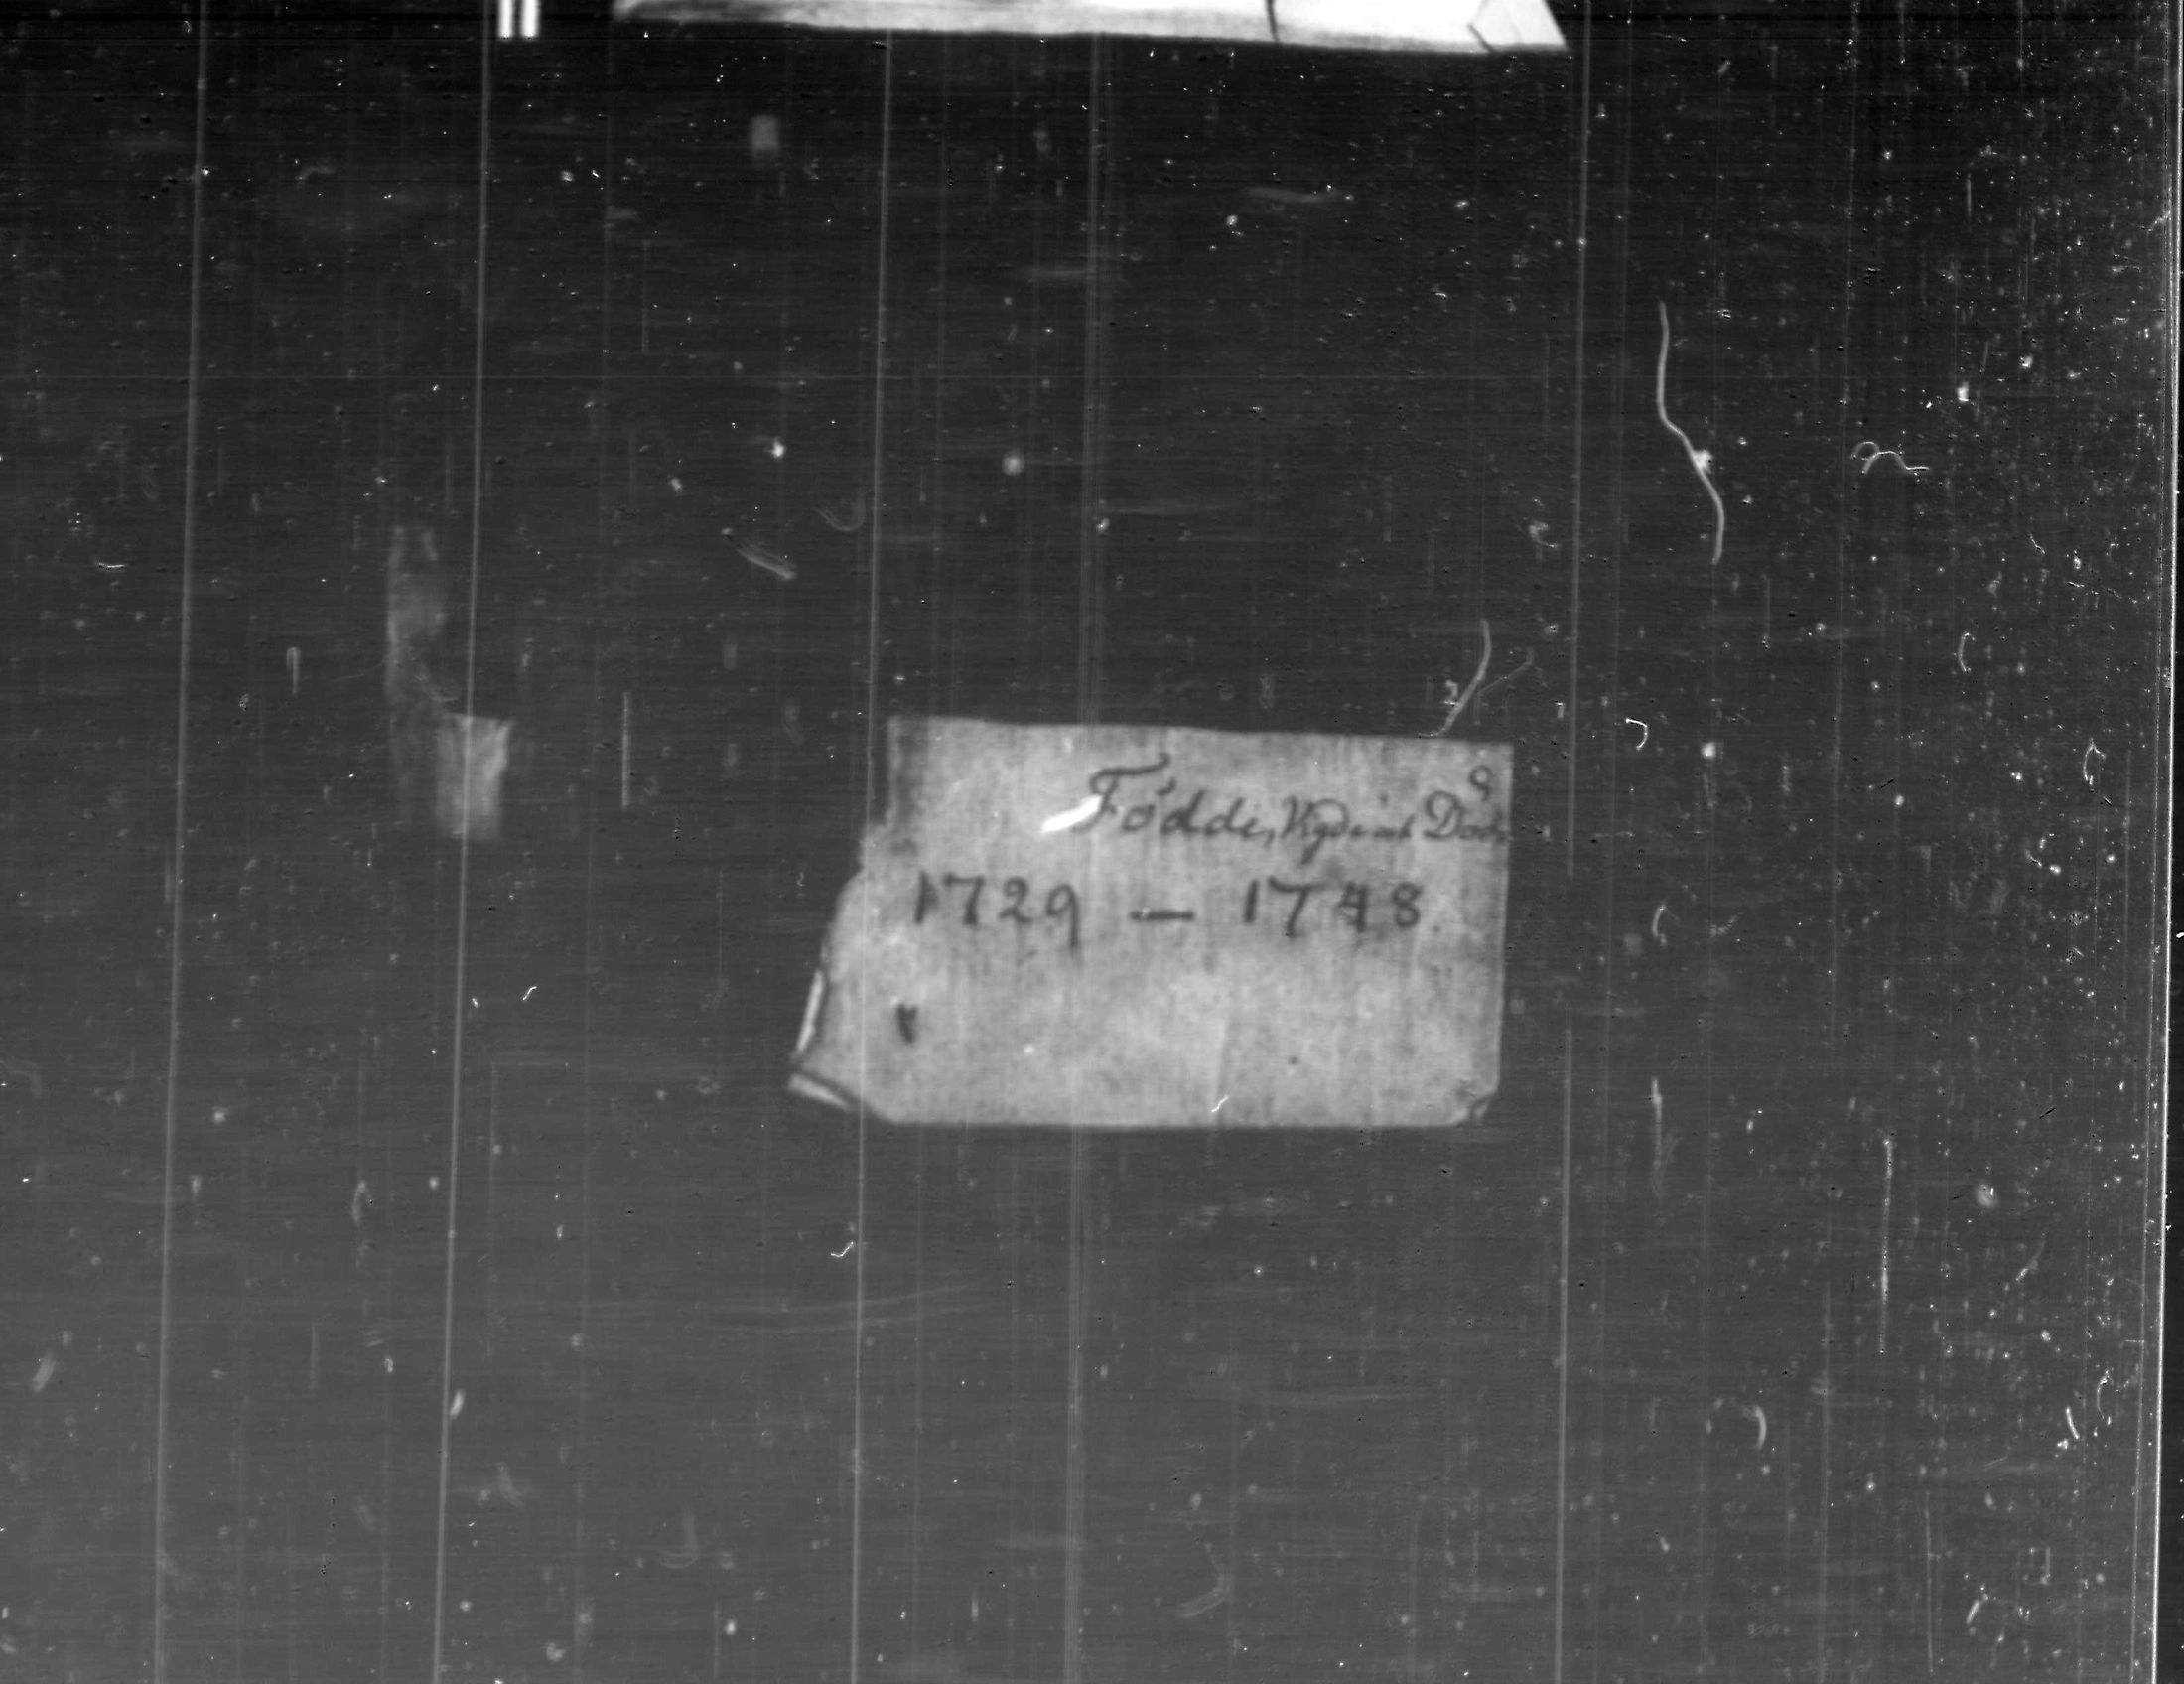 Födde, Vigde och Döde
1729 — 1748.